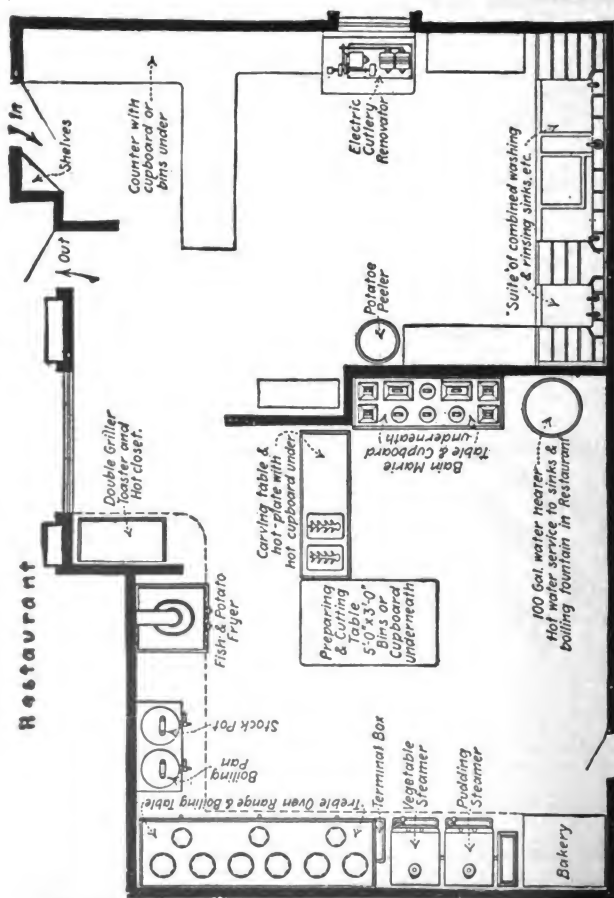 Restaurant
In
Shelves
Out
Counter with
cupboard or
bins under
Electric
Cutlery
Renovator
Double Griller
Toaster and
Hot closet.
Potatoe
Peeler
"Suite" of combined washing
& rinsing sinks, etc.
Carving table &
hot-plate with
hot cupboard under
Bain Marie
Table & Cupboard
underneath
Fish & Potato
Fryer
Preparing
& Cutting
Table
5'.0"x3'.0"
Bins or
Cupboard
underneath
100 Gal. water heater
Hot water service to sinks &
boiling fountain in Restaurant
Stock Pot
Boiling
Pan
Treble Oven Range & Boiling Table
Terminal Box
Vegetable
Steamer
Pudding
Steamer
Bakery